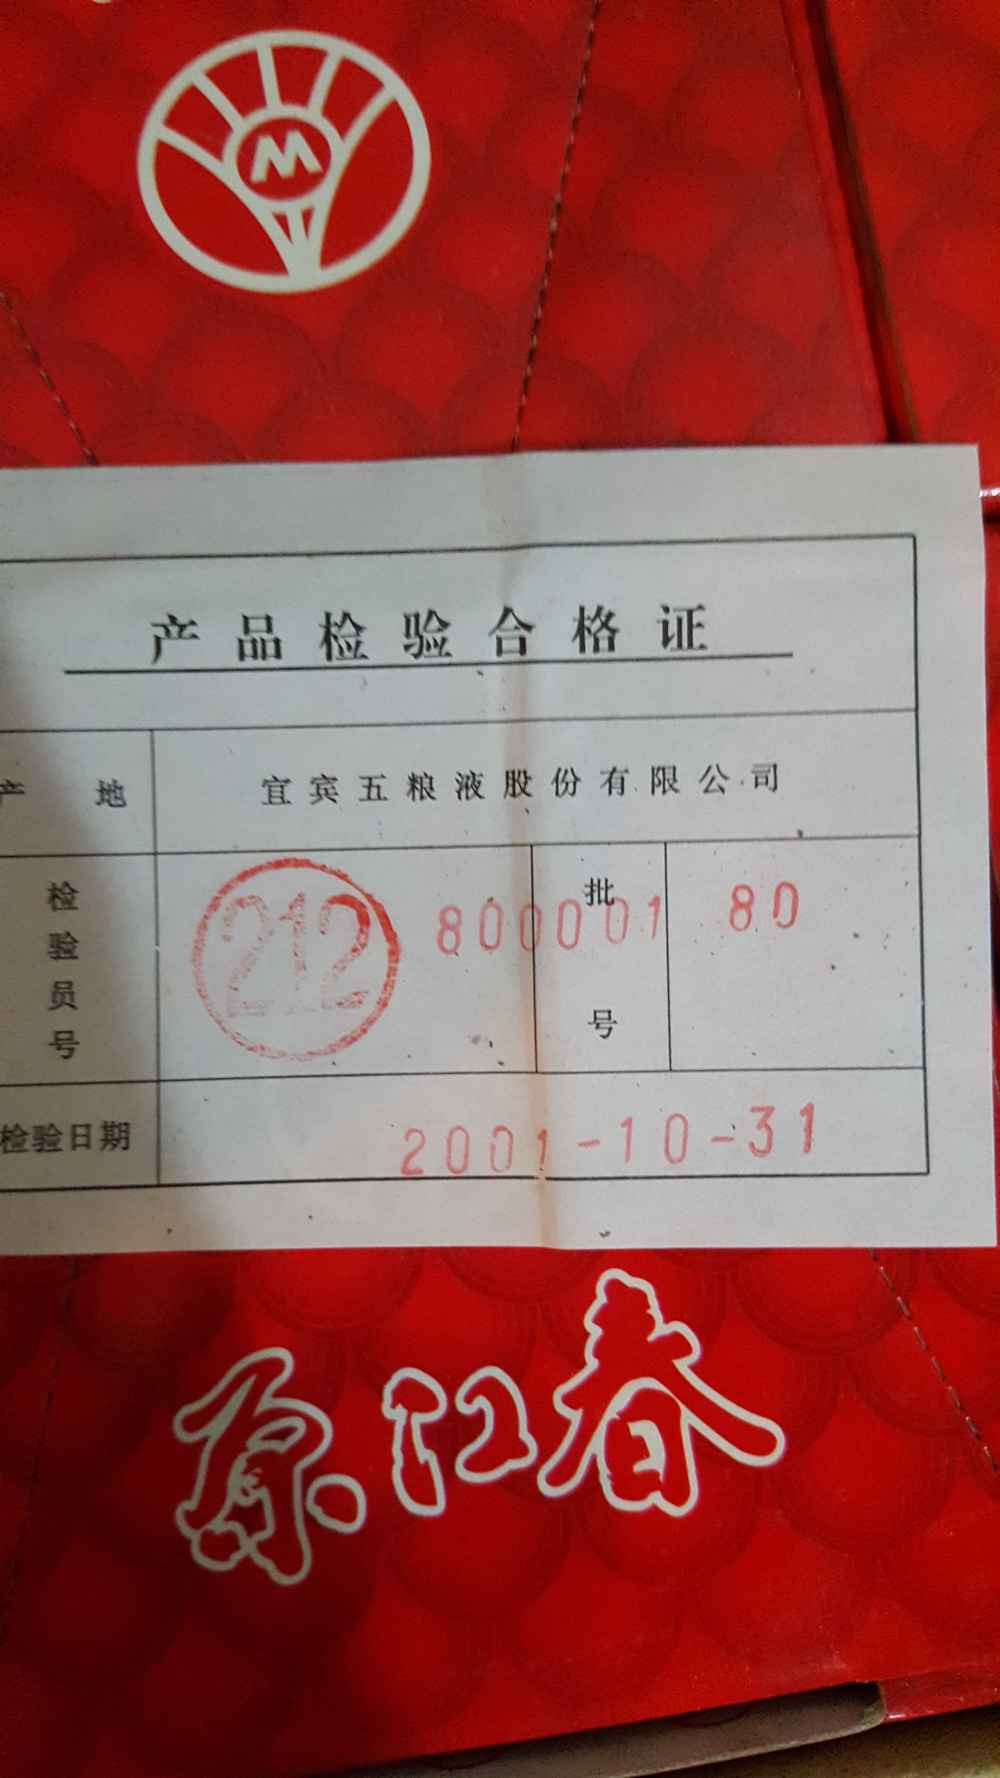 M
产品检验合格证
产地 宜宾五粮液股份有限公司
检验员号 212 800001 批号 80
检验日期 2001-10-31
春